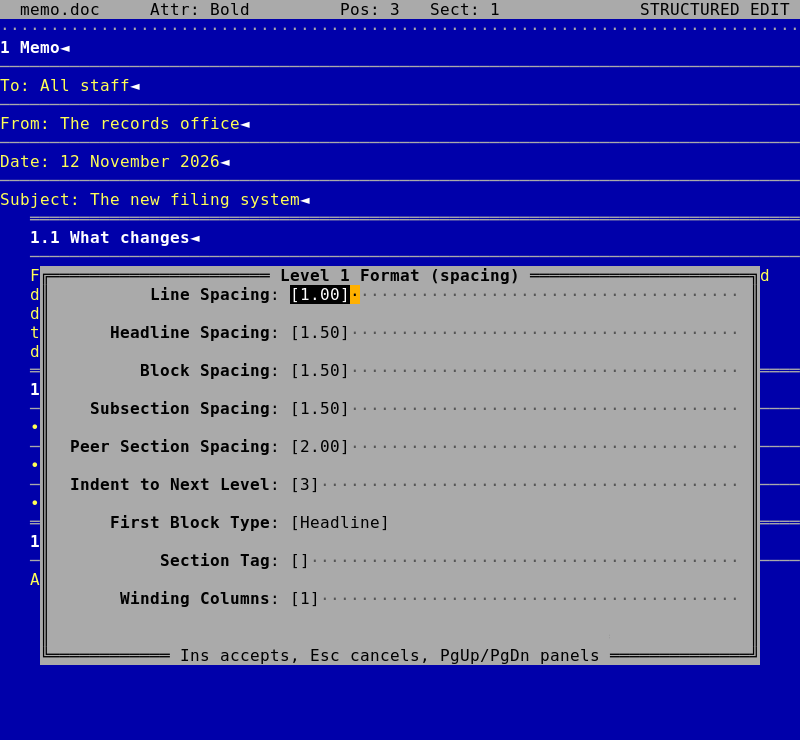 memo.doc Attr: Bold Pos: 3 Sect: 1 STRUCTURED EDIT
1 Memo◄
To: All staff◄
From: The records office◄
Date: 12 November 2026◄
Subject: The new filing system◄
1.1 What changes◄
F Level 1 Format (spacing) d
d Line Spacing: [1.00]
d
t Headline Spacing: [1.50]
d
Block Spacing: [1.50]
1
Subsection Spacing: [1.50]
•
Peer Section Spacing: [2.00]
•
Indent to Next Level: [3]
•
First Block Type: [Headline]
1
Section Tag: []
A
Winding Columns: [1]
Ins accepts, Esc cancels, PgUp/PgDn panels